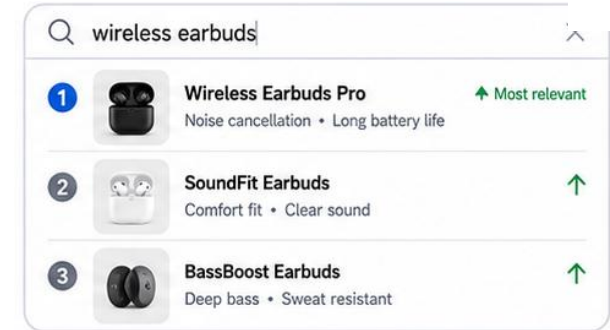 wireless earbuds
1
Wireless Earbuds Pro
Most relevant
Noise cancellation • Long battery life
2
SoundFit Earbuds
Comfort fit • Clear sound
3
BassBoost Earbuds
Deep bass • Sweat resistant